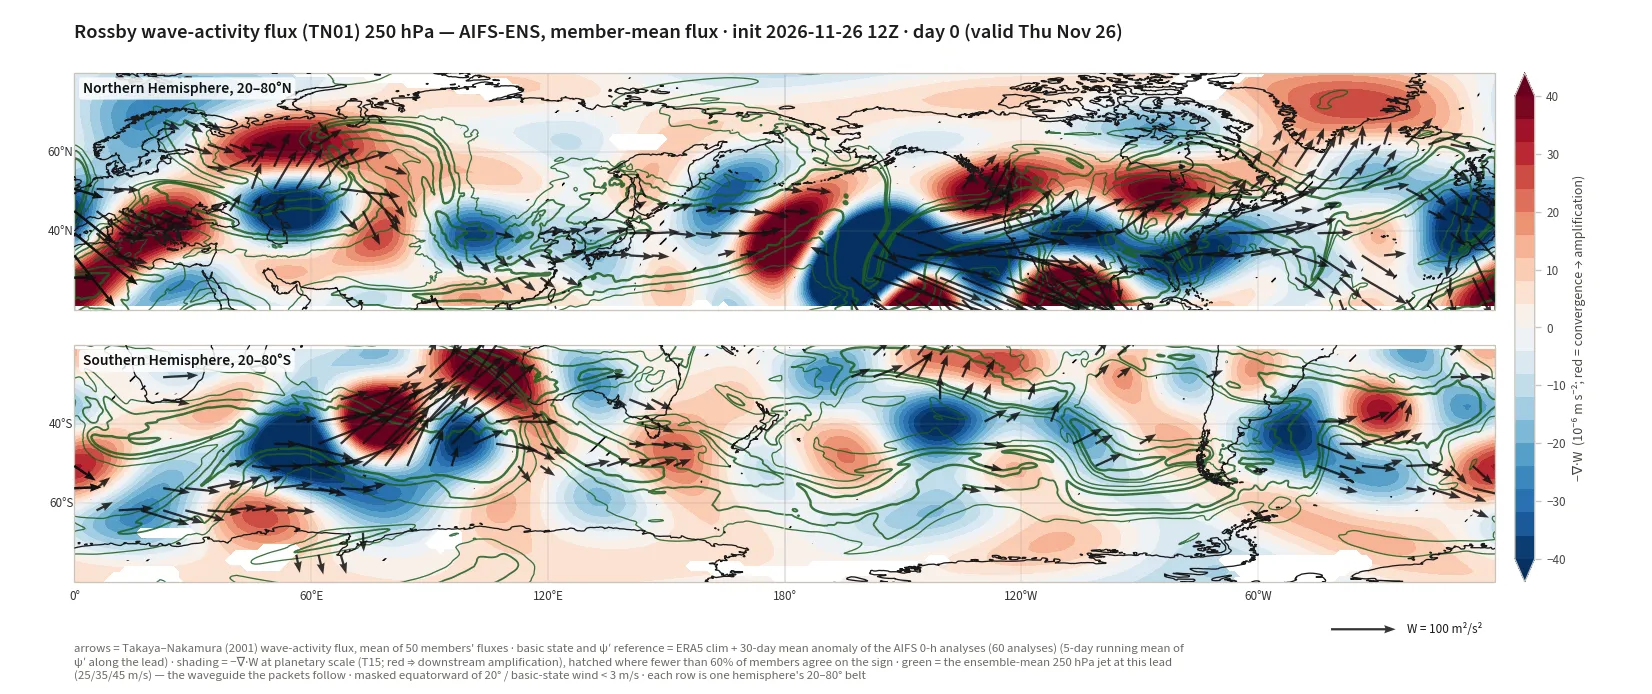 Rossby wave-activity flux (TN01) 250 hPa — AIFS-ENS, member-mean flux · init 2026-11-26 12Z · day 0 (valid Thu Nov 26)
Northern Hemisphere, 20–80°N
60°N
40°N
Southern Hemisphere, 20–80°S
40°S
60°S
0°
60°E
120°E
180°
120°W
60°W
40
30
20
10
0
−10
−20
−30
−40
−∇·W (10⁻⁶ m s⁻²; red = convergence → amplification)
W = 100 m²/s²
arrows = Takaya–Nakamura (2001) wave-activity flux, mean of 50 members' fluxes · basic state and ψ′ reference = ERA5 clim + 30-day mean anomaly of the AIFS 0-h analyses (60 analyses) (5-day running mean of
ψ′ along the lead) · shading = −∇·W at planetary scale (T15; red ⇒ downstream amplification), hatched where fewer than 60% of members agree on the sign · green = the ensemble-mean 250 hPa jet at this lead
(25/35/45 m/s) — the waveguide the packets follow · masked equatorward of 20° / basic-state wind < 3 m/s · each row is one hemisphere's 20–80° belt